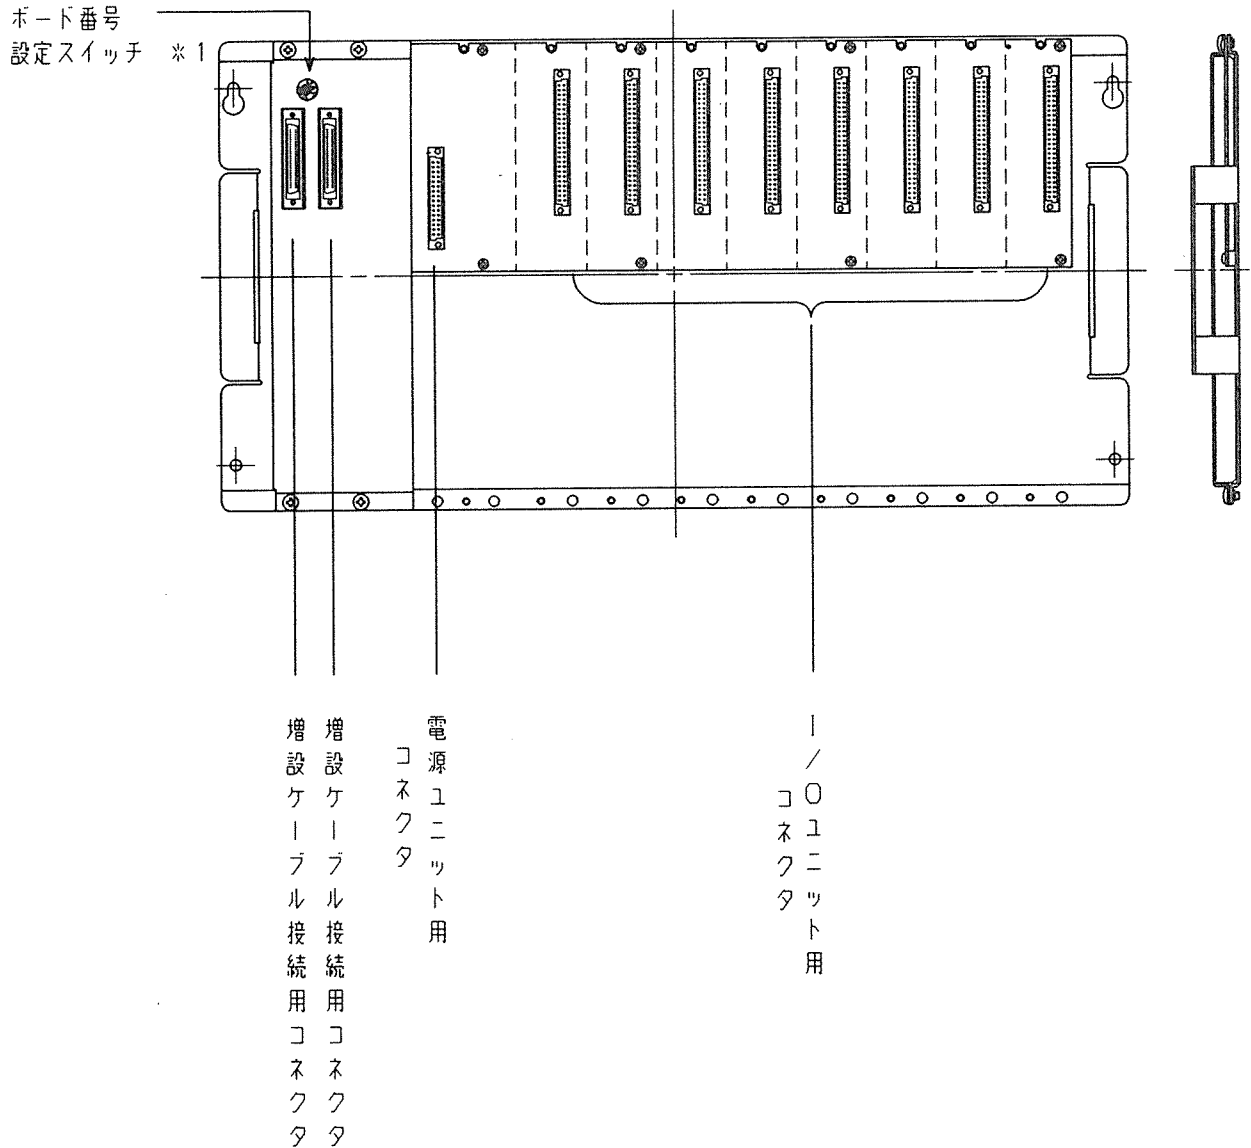 ボード番号
設定スイッチ ※1
増設ケーブル接続用コネクタ
増設ケーブル接続用コネクタ
電源ユニット用
コネクタ
I/Oユニット用
コネクタ